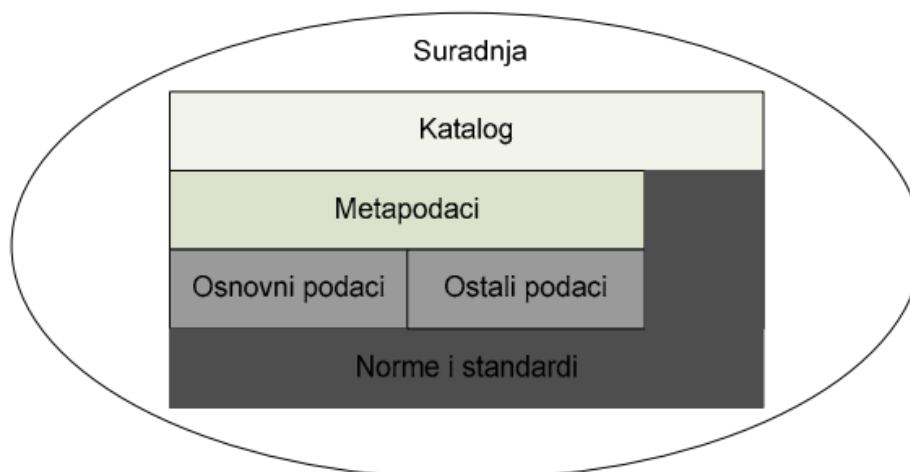 Suradnja
Katalog
Metapodaci
Osnovni podaci
Ostali podaci
Norme i standardi